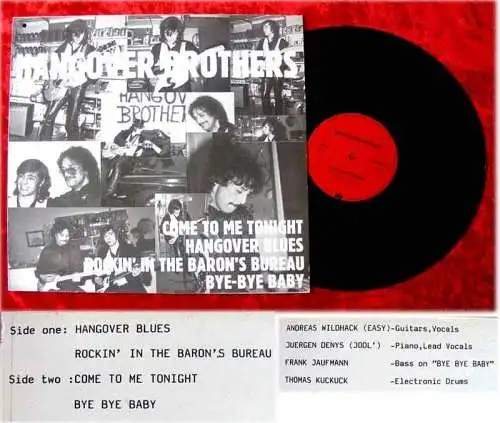 HANGOVER BROTHERS
HANGOV
BROTHE
COME TO ME TONIGHT
HANGOVER BLUES
ROCKIN' IN THE BARON'S BUREAU
BYE-BYE BABY
Side one: HANGOVER BLUES
ROCKIN' IN THE BARON'S BUREAU
Side two :COME TO ME TONIGHT
BYE BYE BABY
ANDREAS WILDHACK (EASY)-Guitars,Vocals
JUERGEN DENYS (JOOL') -Piano,Lead Vocals
FRANK JAUFMANN -Bass on "BYE BYE BABY"
THOMAS KUCKUCK -Electronic Drums